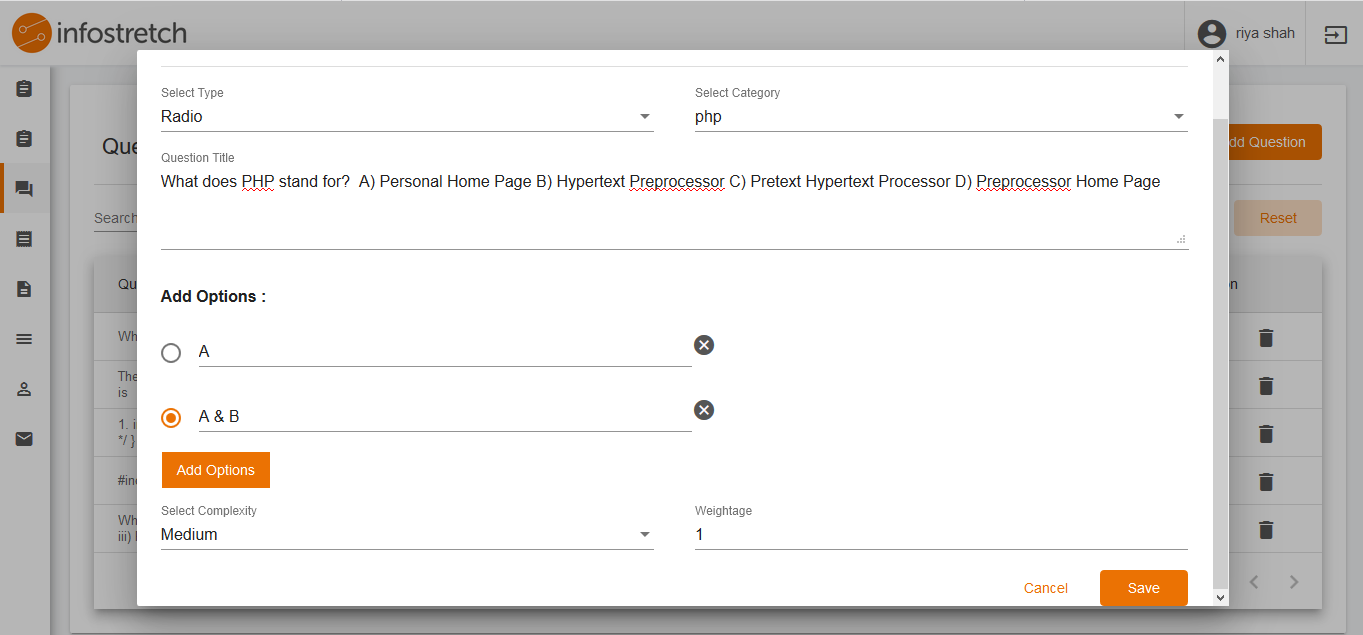 infostretch
riya shah
Select Type
Select Category
Radio
php
Que
dd Question
Question Title
What does PHP stand for?  A) Personal Home Page B) Hypertext Preprocessor C) Pretext Hypertext Processor D) Preprocessor Home Page
Search
Reset
Add Options :
Qu
n
Wh
A
The
is
1. i
*/ }
A & B
Add Options
#in
Select Complexity
Weightage
Wh
iii)
Medium
1
Cancel
Save